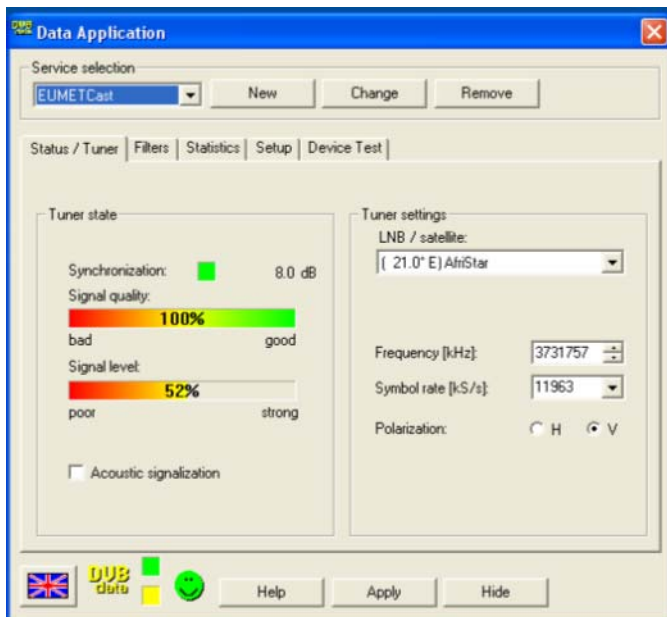 Data Application
Service selection
EUMETCast New Change Remove
Status / Tuner Filters Statistics Setup Device Test
Tuner state
Synchronization: 8.0 dB
Signal quality:
100%
bad good
Signal level:
52%
poor strong
Acoustic signalization
Tuner settings
LNB / satellite:
( 21.0° E) AfriStar
Frequency [kHz]: 3731757
Symbol rate [kS/s]: 11963
Polarization: H V
DVB
data
Help Apply Hide